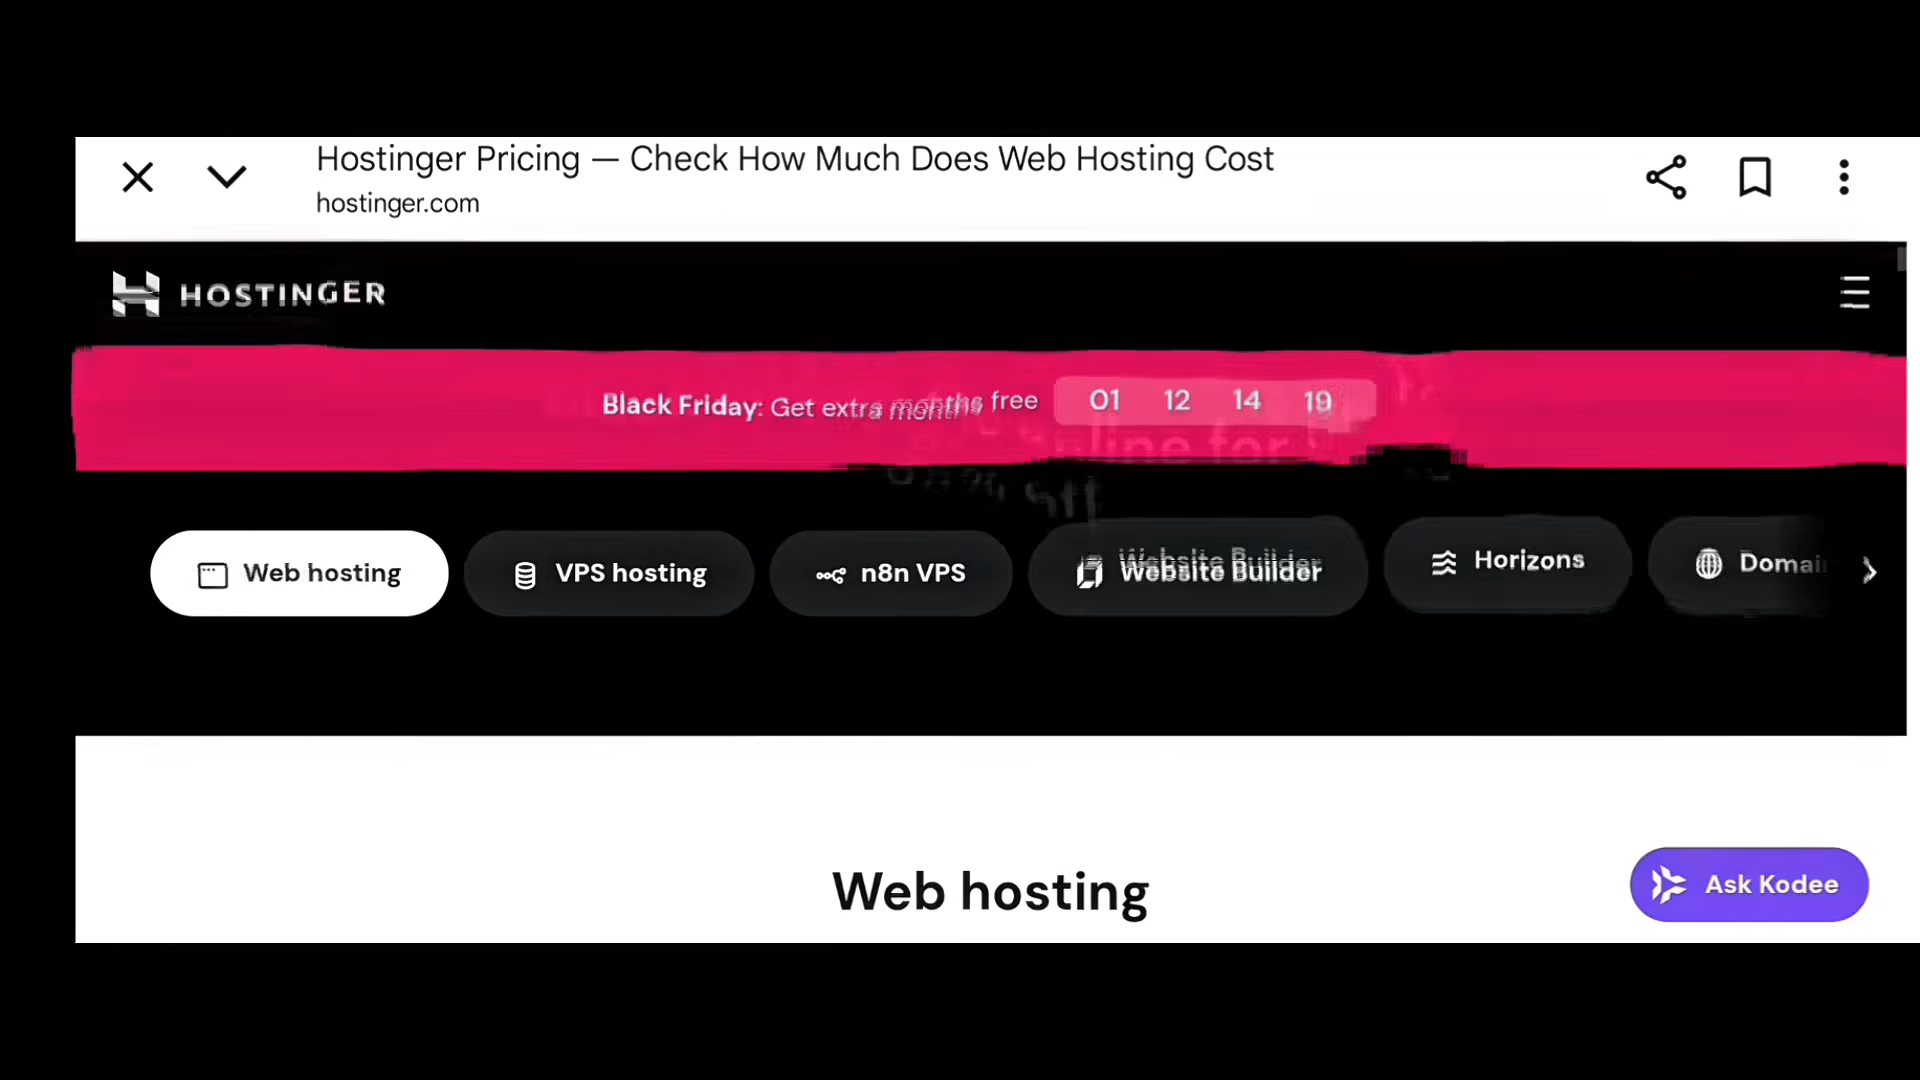 Hostinger Pricing — Check How Much Does Web Hosting Cost
hostinger.com
HOSTINGER
Black Friday: Get extra months free 01 12 14 19
Web hosting VPS hosting n8n VPS Website Builder Horizons Domai
Web hosting
Ask Kodee